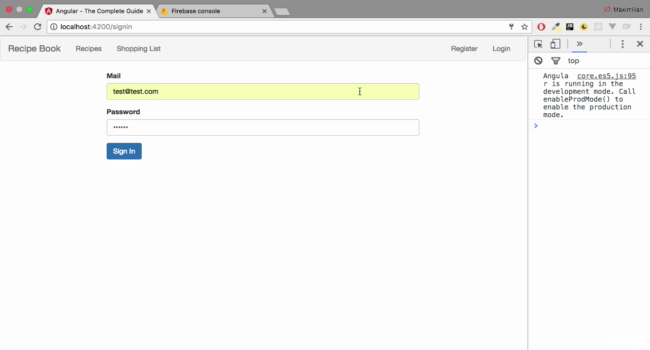 Angular - The Complete Guide
Firebase console
Maximilian
localhost:4200/signin
Recipe Book
Recipes
Shopping List
Register
Login
Mail
test@test.com
Password
••••••
Sign In
top
Angula core.es5.js:95
r is running in the
development mode. Call
enableProdMode() to
enable the production
mode.